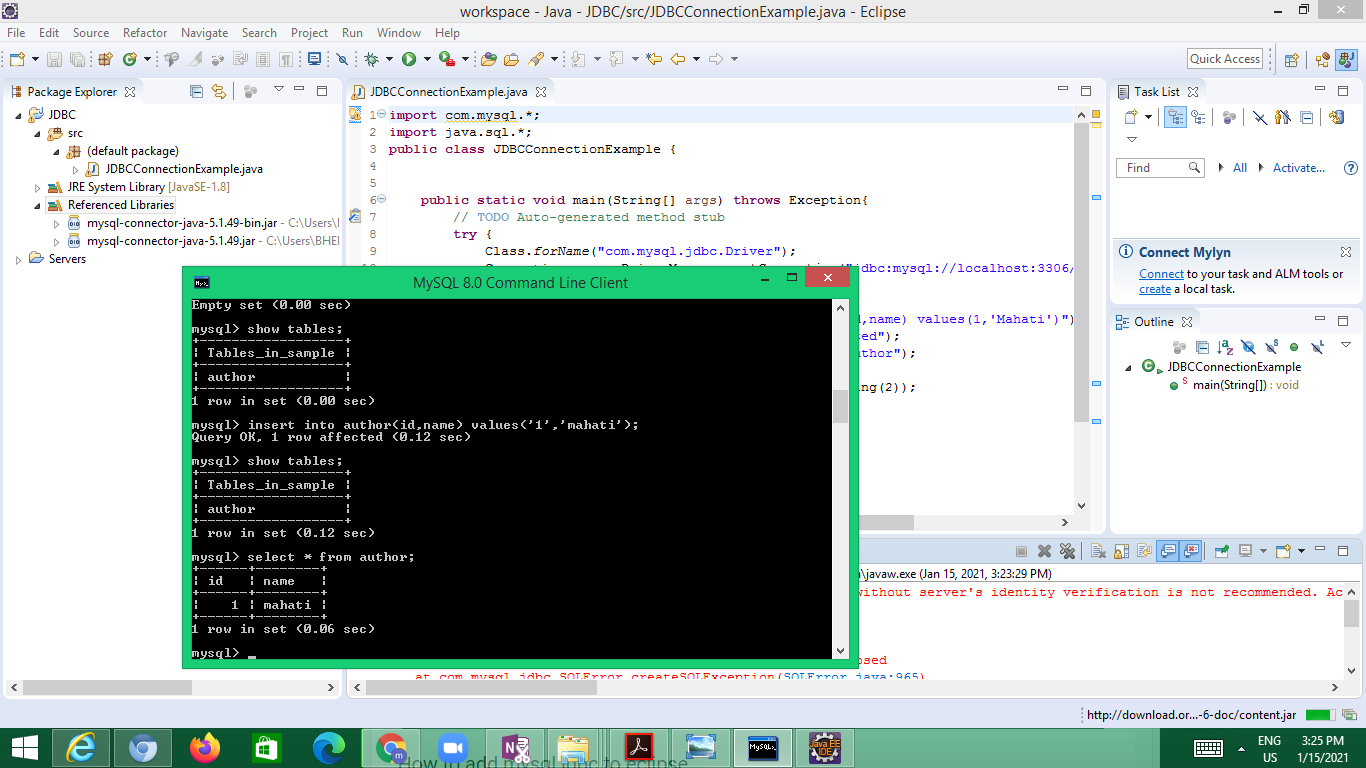 workspace - Java - JDBC/src/JDBCConnectionExample.java - Eclipse
File Edit Source Refactor Navigate Search Project Run Window Help
Quick Access
Package Explorer
JDBC
src
(default package)
JDBCConnectionExample.java
JRE System Library [JavaSE-1.8]
Referenced Libraries
mysql-connector-java-5.1.49-bin.jar - C:\Users\
mysql-connector-java-5.1.49.jar - C:\Users\BHEI
Servers
JDBCConnectionExample.java
1 import com.mysql.*;
2 import java.sql.*;
3 public class JDBCConnectionExample {
4
5
6 public static void main(String[] args) throws Exception{
7 // TODO Auto-generated method stub
8 try {
9 Class.forName("com.mysql.jdbc.Driver");
"jdbc:mysql://localhost:3306/
d,name) values(1,'Mahati')")
ed");
thor");
ng(2));
MySQL 8.0 Command Line Client
Empty set (0.00 sec)
mysql> show tables;
Tables_in_sample
author
1 row in set (0.00 sec)
mysql> insert into author(id,name) values('1','mahati');
Query OK, 1 row affected (0.12 sec)
mysql> show tables;
Tables_in_sample
author
1 row in set (0.12 sec)
mysql> select * from author;
id name
1 mahati
1 row in set (0.06 sec)
mysql>
\javaw.exe (Jan 15, 2021, 3:23:29 PM)
without server's identity verification is not recommended. Ac
osed
at com.mysql.jdbc.SQLError.createSQLException(SQLError.java:965)
Task List
Find All Activate...
Connect Mylyn
Connect to your task and ALM tools or
create a local task.
Outline
JDBCConnectionExample
main(String[]) : void
http://download.or...-6-doc/content.jar
How to add mysql jdbc to eclipse
MySQL
Java EE
IDE
ENG
US
3:25 PM
1/15/2021